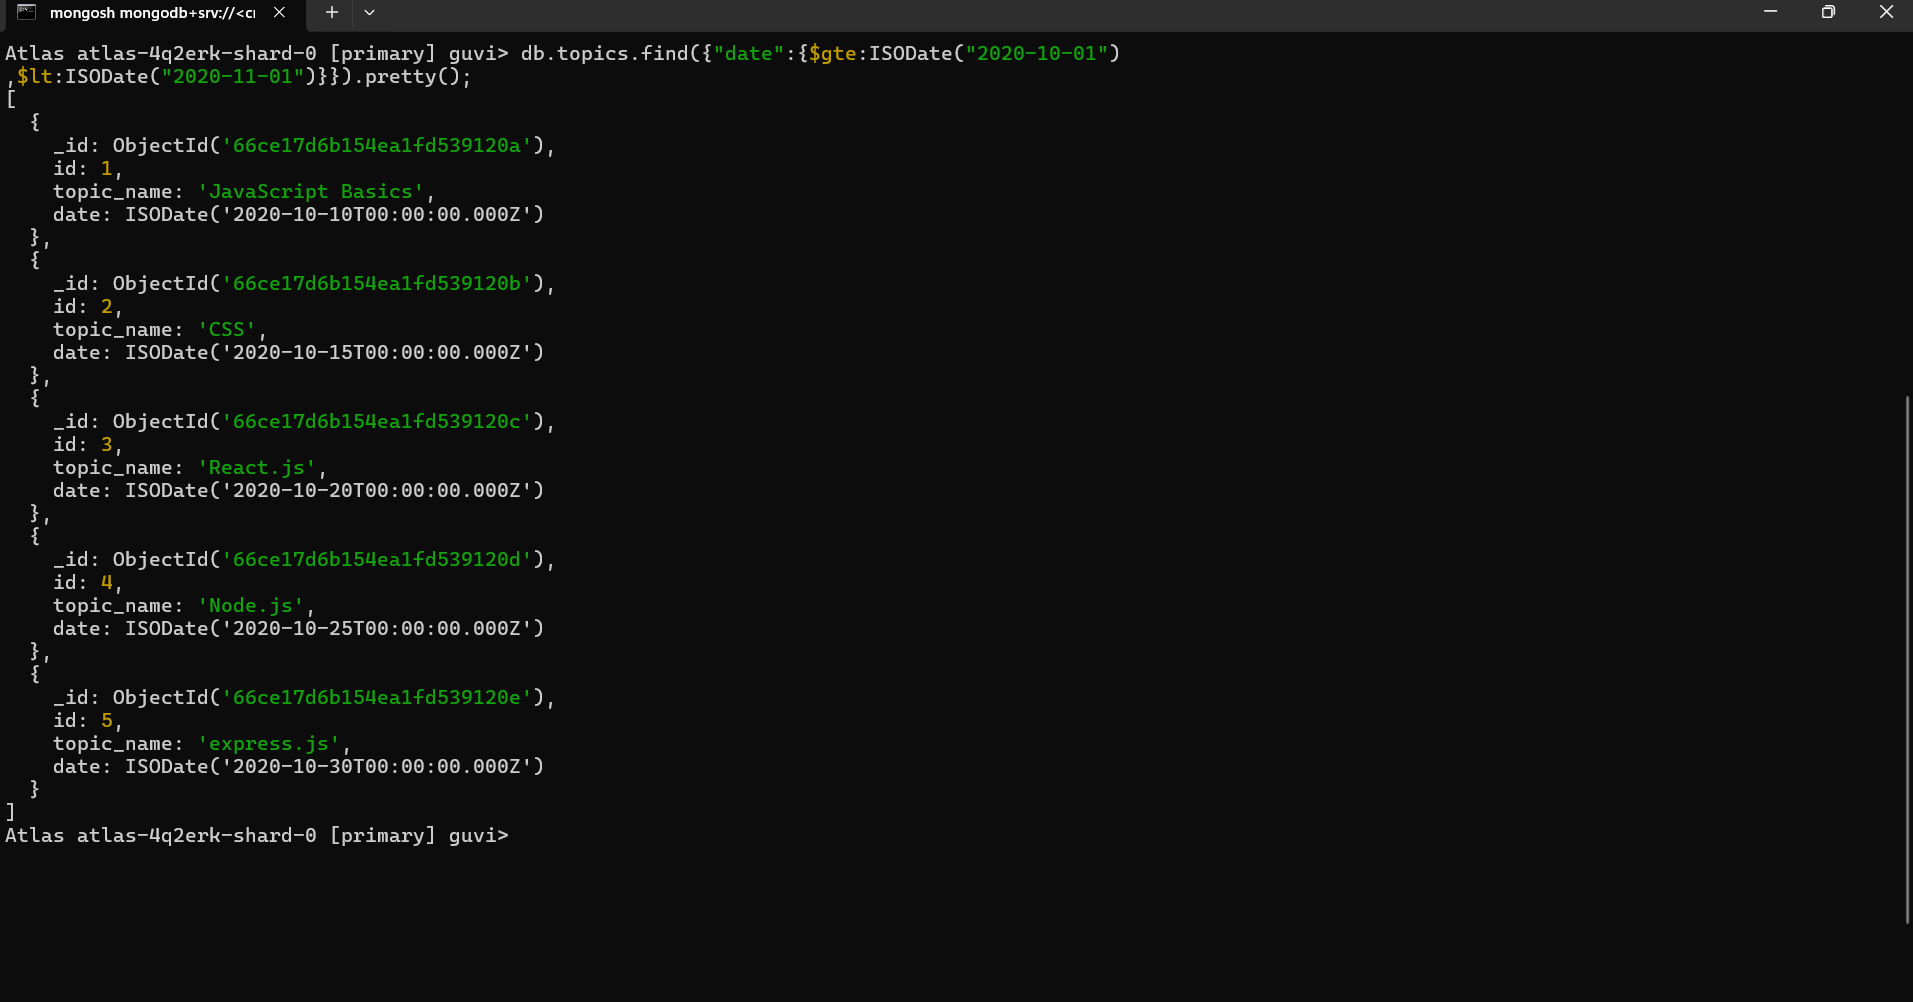 mongosh mongodb+srv://<cr
Atlas atlas-4q2erk-shard-0 [primary] guvi> db.topics.find({"date":{$gte:ISODate("2020-10-01")
,$lt:ISODate("2020-11-01")}}).pretty();
[
  {
    _id: ObjectId('66ce17d6b154ea1fd539120a'),
    id: 1,
    topic_name: 'JavaScript Basics',
    date: ISODate('2020-10-10T00:00:00.000Z')
  },
  {
    _id: ObjectId('66ce17d6b154ea1fd539120b'),
    id: 2,
    topic_name: 'CSS',
    date: ISODate('2020-10-15T00:00:00.000Z')
  },
  {
    _id: ObjectId('66ce17d6b154ea1fd539120c'),
    id: 3,
    topic_name: 'React.js',
    date: ISODate('2020-10-20T00:00:00.000Z')
  },
  {
    _id: ObjectId('66ce17d6b154ea1fd539120d'),
    id: 4,
    topic_name: 'Node.js',
    date: ISODate('2020-10-25T00:00:00.000Z')
  },
  {
    _id: ObjectId('66ce17d6b154ea1fd539120e'),
    id: 5,
    topic_name: 'express.js',
    date: ISODate('2020-10-30T00:00:00.000Z')
  }
]
Atlas atlas-4q2erk-shard-0 [primary] guvi>